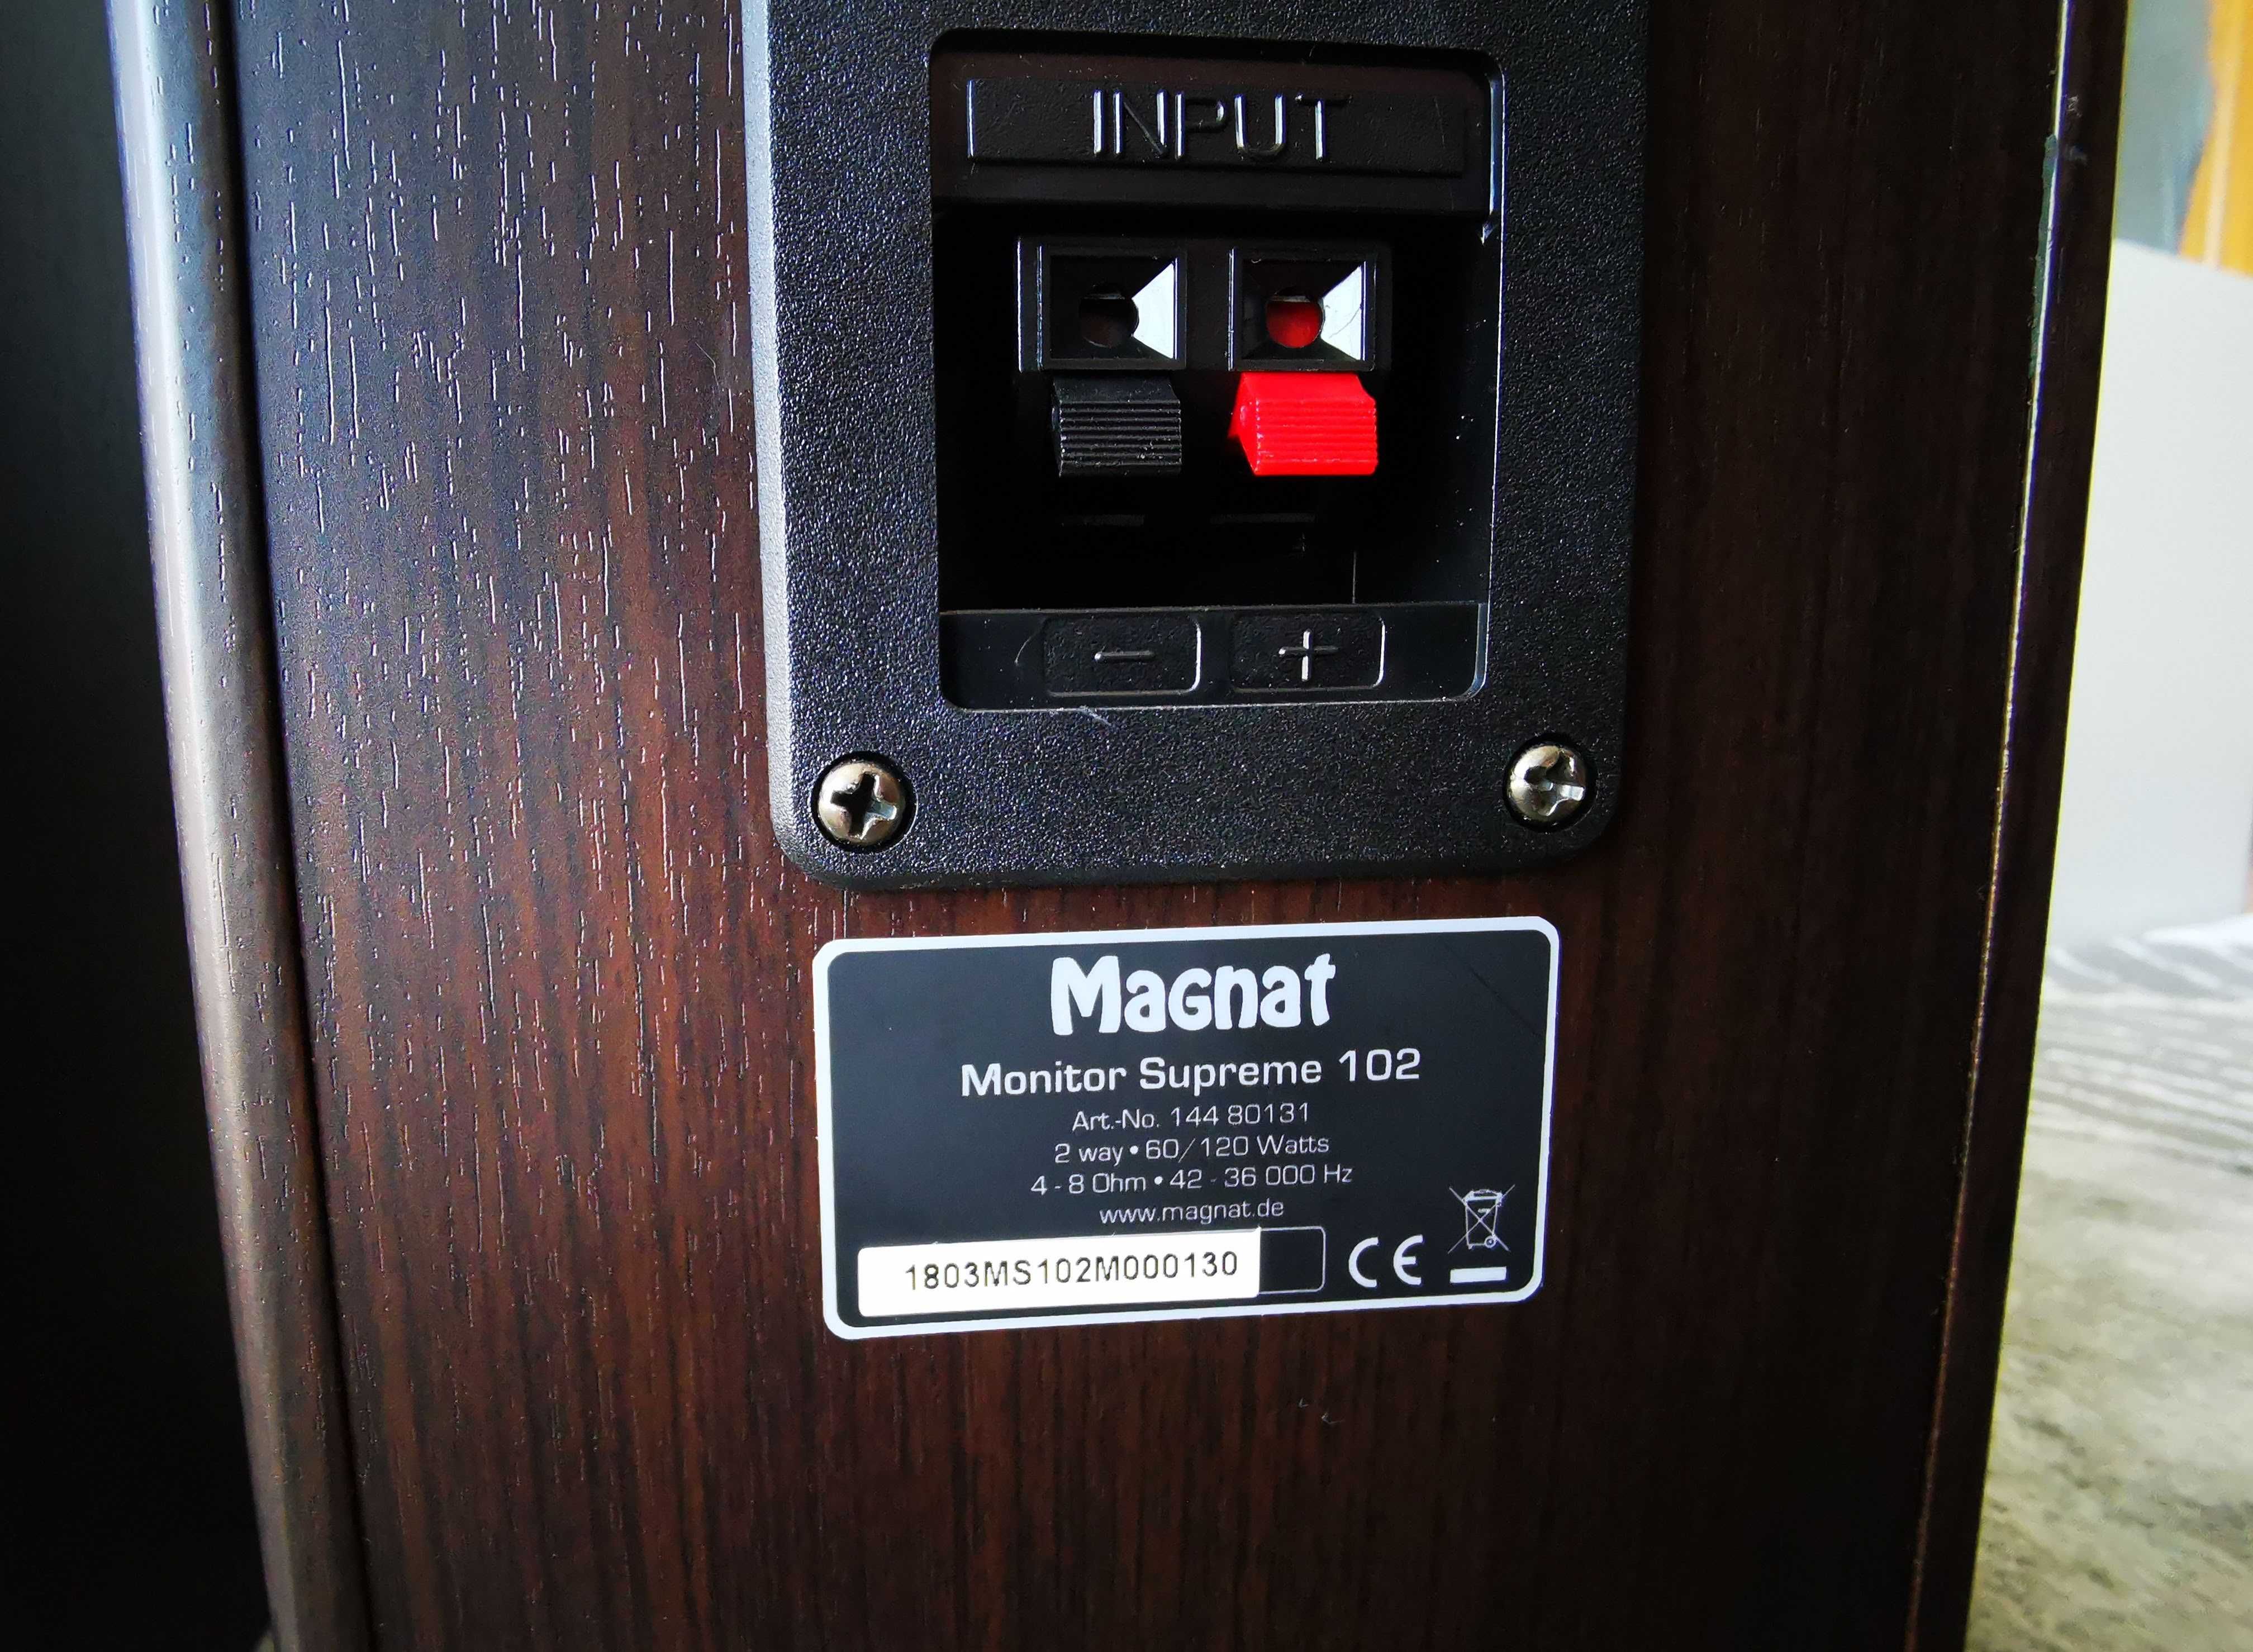 INPUT
- +
Magnat
Monitor Supreme 102
Art.-No. 144 80131
2 way • 60/120 Watts
4 - 8 Ohm • 42 - 36 000 Hz
www.magnat.de
1803MS102M000130
CE